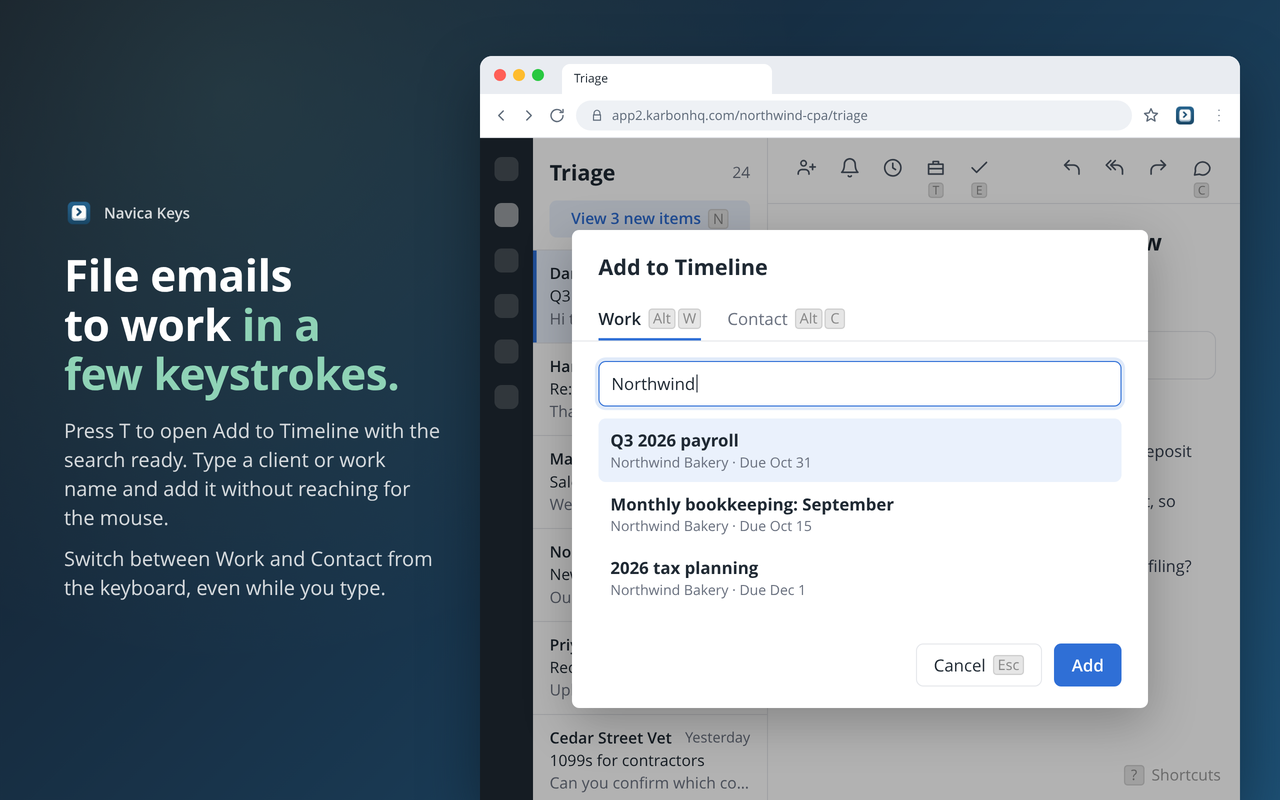 Navica Keys
File emails
to work in a
few keystrokes.
Press T to open Add to Timeline with the
search ready. Type a client or work
name and add it without reaching for
the mouse.
Switch between Work and Contact from
the keyboard, even while you type.
Triage
app2.karbonhq.com/northwind-cpa/triage
Triage 24
View 3 new items N
T E C
Add to Timeline
Work Alt W Contact Alt C
Northwind
Q3 2026 payroll
Northwind Bakery · Due Oct 31
Monthly bookkeeping: September
Northwind Bakery · Due Oct 15
2026 tax planning
Northwind Bakery · Due Dec 1
Cancel Esc Add
Q3
Hi
Re:
No
Cedar Street Vet Yesterday
1099s for contractors
Can you confirm which co...
, so
filing?
? Shortcuts